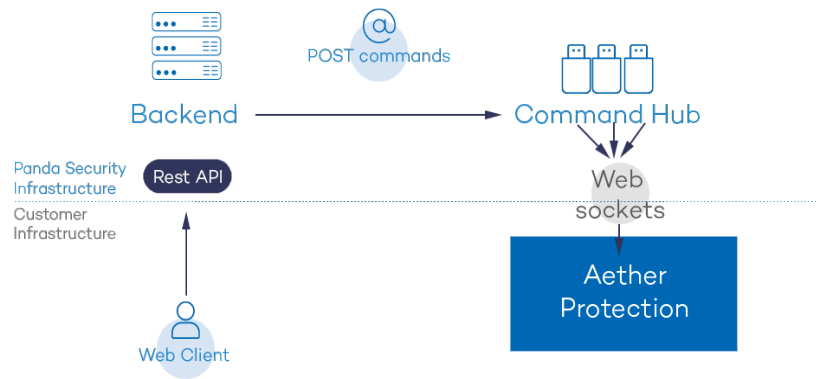 @
POST commands
Backend
Command Hub
Panda Security
Infrastructure
Rest API
Web
sockets
Customer
Infrastructure
Aether
Protection
Web Client